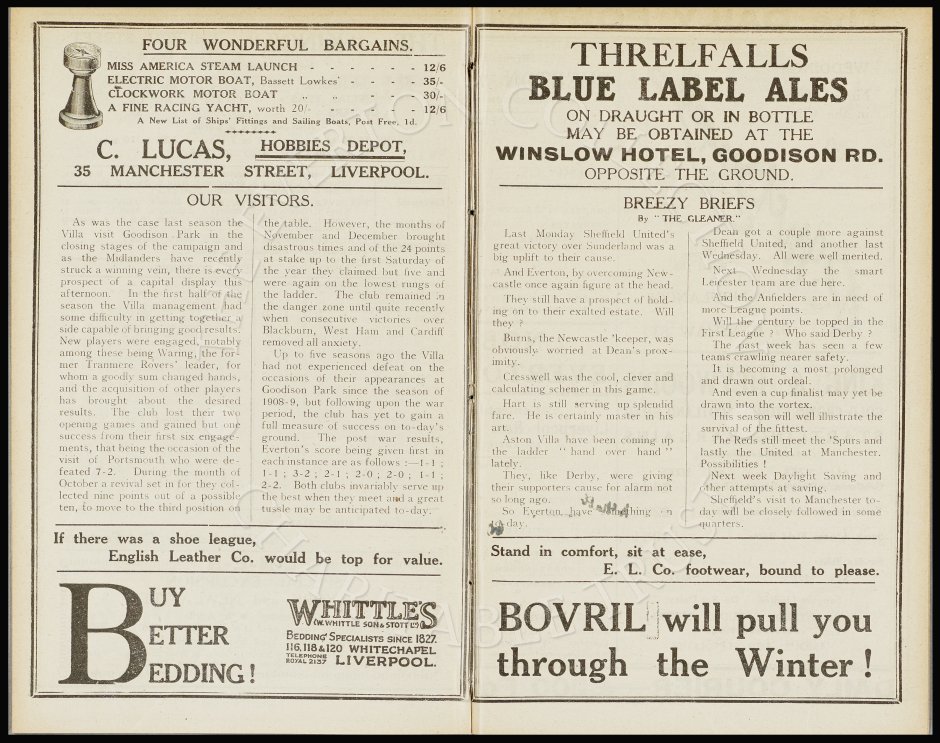 FOUR WONDERFUL BARGAINS.
MISS AMERICA STEAM LAUNCH - - - - - - 12/6
ELECTRIC MOTOR BOAT, Bassett Lowkes' - - - - 35/-
CLOCKWORK MOTOR BOAT „ „ - - - - 30/-
A FINE RACING YACHT, worth 20/- - - - - - 12/6
A New List of Ships' Fittings and Sailing Boats, Post Free, 1d.
C. LUCAS, HOBBIES DEPOT,
35 MANCHESTER STREET, LIVERPOOL.
OUR VISITORS.
As was the case last season the
Villa visit Goodison Park in the
closing stages of the campaign and
as the Midlanders have recently
struck a winning vein, there is every
prospect of a capital display this
afternoon. In the first half of the
season the Villa management had
some difficulty in getting together a
side capable of bringing good results.
New players were engaged, notably
among these being Waring, the for-
mer Tranmere Rovers' leader, for
whom a goodly sum changed hands,
and the acquisition of other players
has brought about the desired
results. The club lost their two
opening games and gained but one
success from their first six engage-
ments, that being the occasion of the
visit of Portsmouth who were de-
feated 7-2. During the month of
October a revival set in for they col-
lected nine points out of a possible
ten, to move to the third position on
the table. However, the months of
November and December brought
disastrous times and of the 24 points
at stake up to the first Saturday of
the year they claimed but five and
were again on the lowest rungs of
the ladder. The club remained in
the danger zone until quite recently
when consecutive victories over
Blackburn, West Ham and Cardiff
removed all anxiety.
Up to five seasons ago the Villa
had not experienced defeat on the
occasions of their appearances at
Goodison Park since the season of
1908-9, but following upon the war
period, the club has yet to gain a
full measure of success on to-day's
ground. The post war results,
Everton's score being given first in
each instance are as follows :—1-1 ;
1-1 ; 3-2 ; 2-1 ; 2-0 ; 2-0 ; 1-1 ;
2-2. Both clubs invariably serve up
the best when they meet and a great
tussle may be anticipated to-day.
If there was a shoe league,
English Leather Co. would be top for value.
BUY
BETTER
BEDDING!
WHITTLE'S
(W. WHITTLE SON & STOTT LTD)
BEDDING SPECIALISTS SINCE 1827.
116, 118 & 120 WHITECHAPEL
TELEPHONE ROYAL 2137 LIVERPOOL.
THRELFALLS
BLUE LABEL ALES
ON DRAUGHT OR IN BOTTLE
MAY BE OBTAINED AT THE
WINSLOW HOTEL, GOODISON RD.
OPPOSITE THE GROUND.
BREEZY BRIEFS
By "THE GLEANER."
Last Monday Sheffield United's
great victory over Sunderland was a
big uplift to their cause.
And Everton, by overcoming New-
castle once again figure at the head.
They still have a prospect of hold-
ing on to their exalted estate. Will
they ?
Burns, the Newcastle 'keeper, was
obviously worried at Dean's prox-
imity.
Cresswell was the cool, clever and
calculating schemer in this game.
Hart is still serving up splendid
fare. He is certainly master in his
art.
Aston Villa have been coming up
the ladder "hand over hand"
lately.
They, like Derby, were giving
their supporters cause for alarm not
so long ago.
So Everton have something on
day.
Dean got a couple more against
Sheffield United, and another last
Wednesday. All were well merited.
Next Wednesday the smart
Leicester team are due here.
And the Anfielders are in need of
more League points.
Will the century be topped in the
First League ? Who said Derby ?
The past week has seen a few
teams crawling nearer safety.
It is becoming a most prolonged
and drawn out ordeal.
And even a cup finalist may yet be
drawn into the vortex.
This season will well illustrate the
survival of the fittest.
The Reds still meet the 'Spurs and
lastly the United at Manchester.
Possibilities !
Next week Daylight Saving and
other attempts at saving.
Sheffield's visit to Manchester to-
day will be closely followed in some
quarters.
Stand in comfort, sit at ease,
E. L. Co. footwear, bound to please.
BOVRIL will pull you
through the Winter !